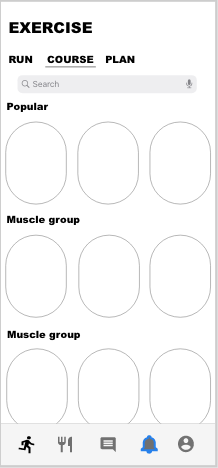 EXERCISE
RUN COURSE PLAN
Search
Popular
Muscle group
Muscle group